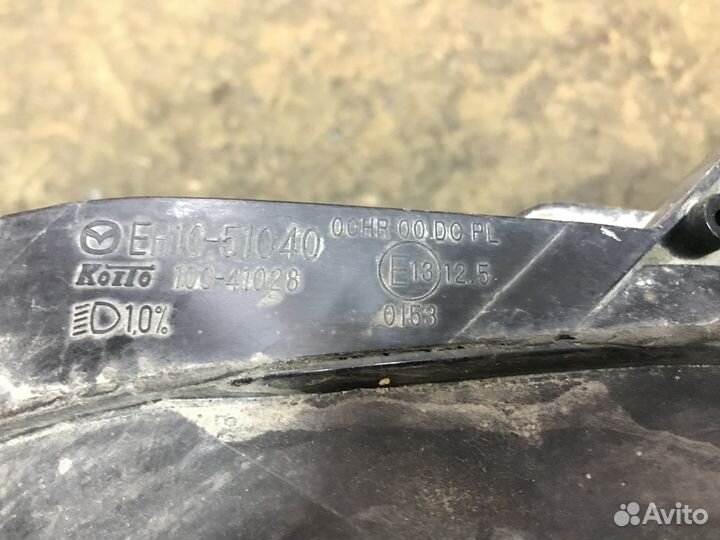 EH10-51040
KOITO 100-41028
1,0%
0CHR 00 DC PL
E13 12.5
0153
Avito